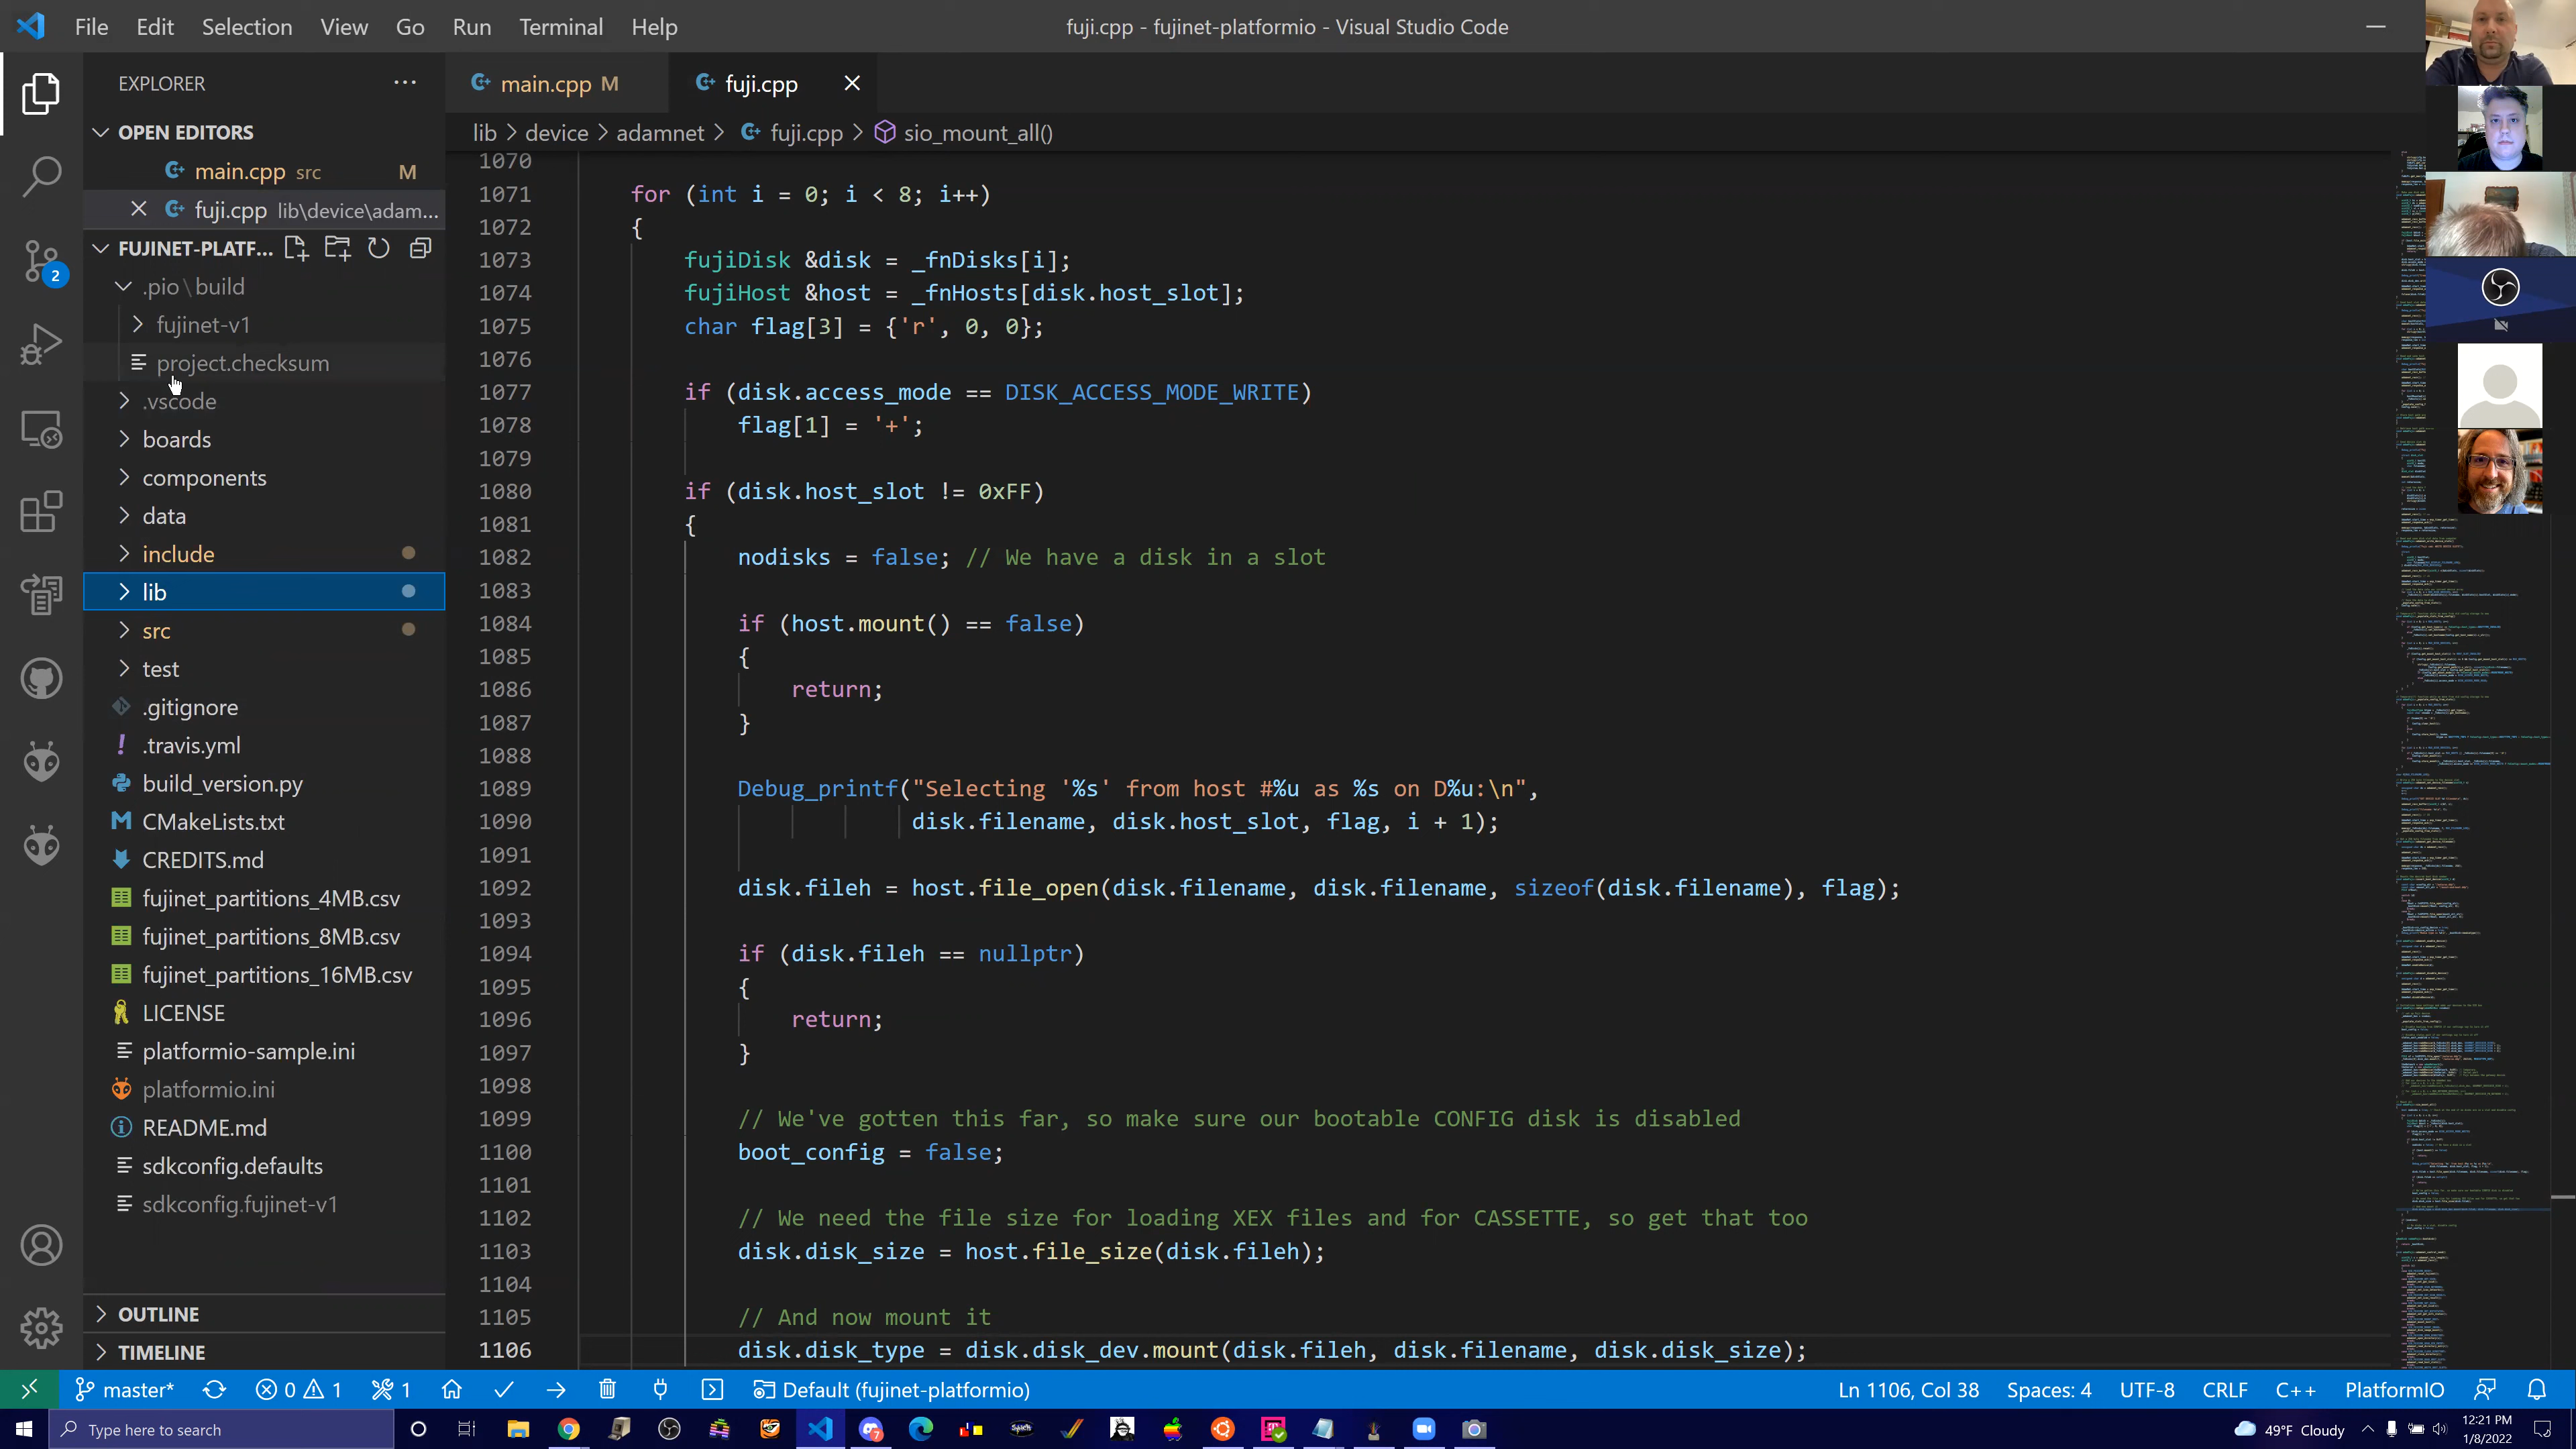 File Edit Selection View Go Run Terminal Help
fuji.cpp - fujinet-platformio - Visual Studio Code
EXPLORER
OPEN EDITORS
main.cpp src M
fuji.cpp lib\device\adam...
FUJINET-PLATF...
.pio\build
fujinet-v1
project.checksum
.vscode
boards
components
data
include
lib
src
test
.gitignore
.travis.yml
build_version.py
CMakeLists.txt
CREDITS.md
fujinet_partitions_4MB.csv
fujinet_partitions_8MB.csv
fujinet_partitions_16MB.csv
LICENSE
platformio-sample.ini
platformio.ini
README.md
sdkconfig.defaults
sdkconfig.fujinet-v1
OUTLINE
TIMELINE
2
main.cpp M
fuji.cpp
lib > device > adamnet > fuji.cpp > sio_mount_all()
1070
1071 for (int i = 0; i < 8; i++)
1072 {
1073 fujiDisk &disk = _fnDisks[i];
1074 fujiHost &host = _fnHosts[disk.host_slot];
1075 char flag[3] = {'r', 0, 0};
1076
1077 if (disk.access_mode == DISK_ACCESS_MODE_WRITE)
1078 flag[1] = '+';
1079
1080 if (disk.host_slot != 0xFF)
1081 {
1082 nodisks = false; // We have a disk in a slot
1083
1084 if (host.mount() == false)
1085 {
1086 return;
1087 }
1088
1089 Debug_printf("Selecting '%s' from host #%u as %s on D%u:\n",
1090 disk.filename, disk.host_slot, flag, i + 1);
1091
1092 disk.fileh = host.file_open(disk.filename, disk.filename, sizeof(disk.filename), flag);
1093
1094 if (disk.fileh == nullptr)
1095 {
1096 return;
1097 }
1098
1099 // We've gotten this far, so make sure our bootable CONFIG disk is disabled
1100 boot_config = false;
1101
1102 // We need the file size for loading XEX files and for CASSETTE, so get that too
1103 disk.disk_size = host.file_size(disk.fileh);
1104
1105 // And now mount it
1106 disk.disk_type = disk.disk_dev.mount(disk.fileh, disk.filename, disk.disk_size);
master* 0 1 1 Default (fujinet-platformio) Ln 1106, Col 38 Spaces: 4 UTF-8 CRLF C++ PlatformIO
Type here to search
49°F Cloudy
12:21 PM
1/8/2022